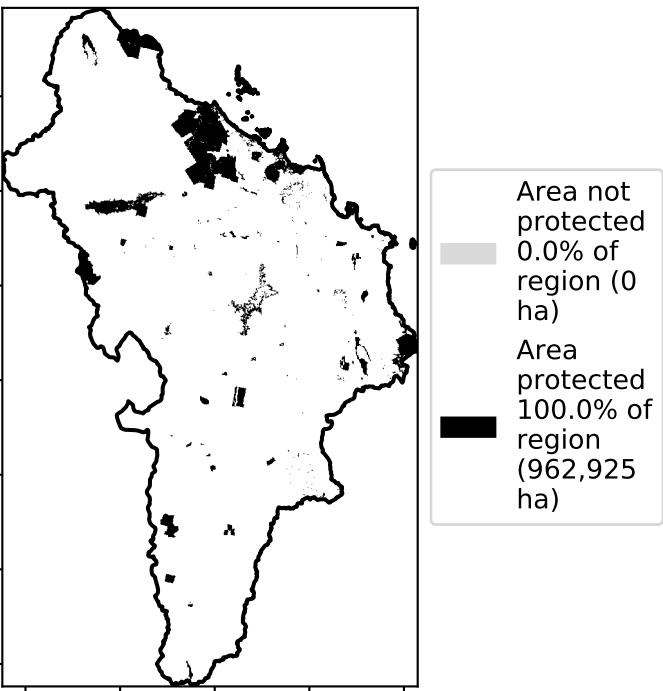 Area not
protected
0.0% of
region (0
ha)
Area
protected
100.0% of
region
(962,925
ha)